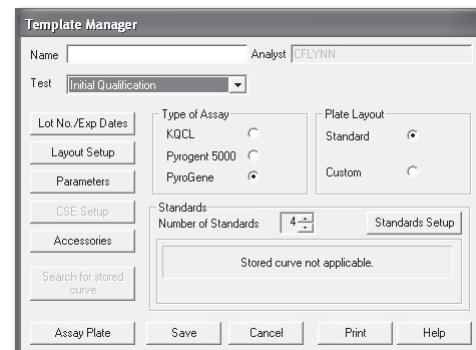 Template Manager
Name Analyst CFLYNN
Test Initial Qualification
Lot No./Exp Dates
Layout Setup
Parameters
CSE Setup
Accessories
Search for stored
curve
Type of Assay
KQCL
Pyrogent 5000
PyroGene
Plate Layout
Standard
Custom
Standards
Number of Standards 4 Standards Setup
Stored curve not applicable.
Assay Plate Save Cancel Print Help